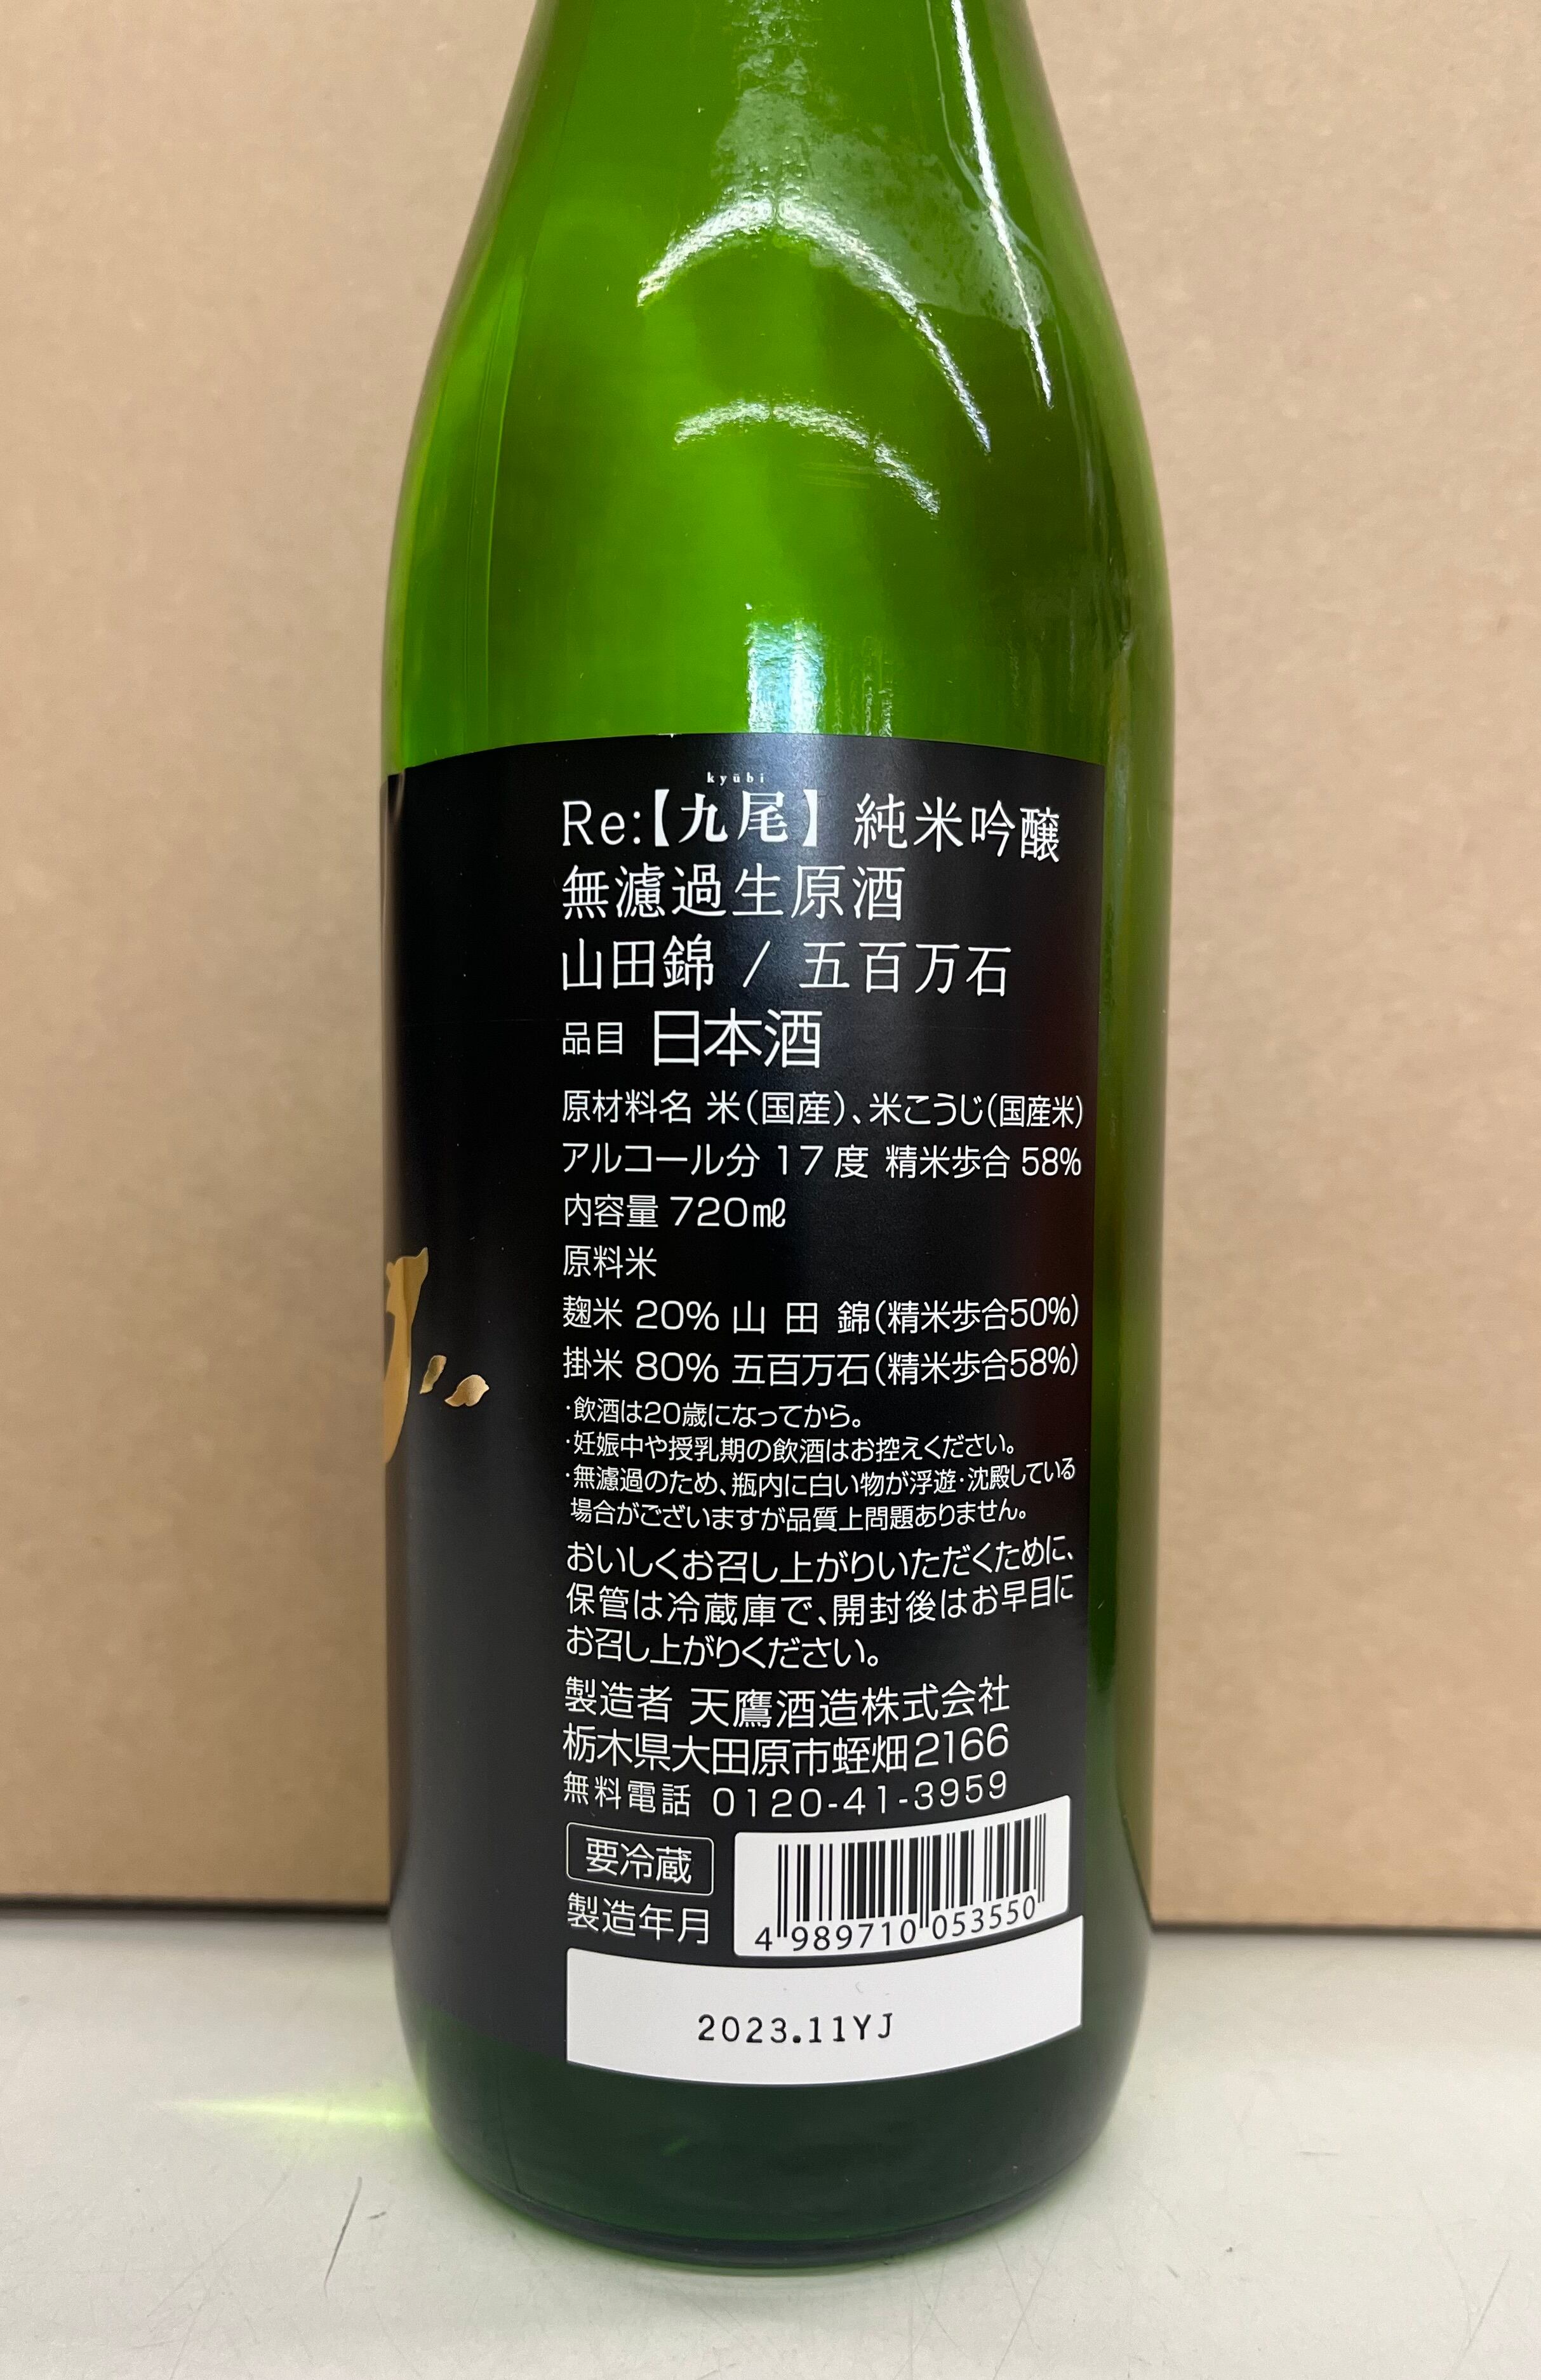 kyūbi
Re:【九尾】 純米吟醸
無濾過生原酒
山田錦 / 五百万石
品目 日本酒
原材料名 米(国産)、米こうじ(国産米)
アルコール分 17度 精米歩合 58%
内容量 720㎖
原料米
麹米 20% 山 田 錦(精米歩合50%)
掛米 80% 五百万石(精米歩合58%)
・飲酒は20歳になってから。
・妊娠中や授乳期の飲酒はお控えください。
・無濾過のため、瓶内に白い物が浮遊・沈殿している
場合がございますが品質上問題ありません。
おいしくお召し上がりいただくために、
保管は冷蔵庫で、開封後はお早目に
お召し上がりください。
製造者 天鷹酒造株式会社
栃木県大田原市蛭畑2166
無料電話 0120-41-3959
要冷蔵
製造年月
4 989710 053550
2023.11YJ